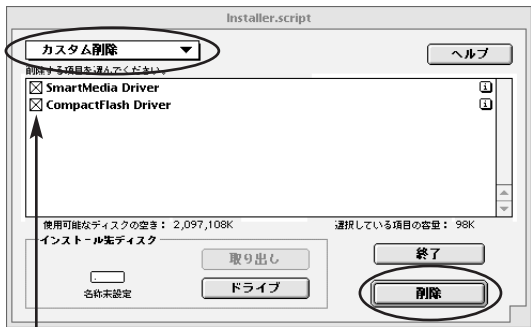 Installer.script
カスタム削除
ヘルプ
削除する項目を選んでください。
SmartMedia Driver
CompactFlash Driver
使用可能なディスクの空き： 2,097,108K
選択している項目の容量： 98K
インストール先ディスク
取り出し
終了
名称未設定
ドライブ
削除